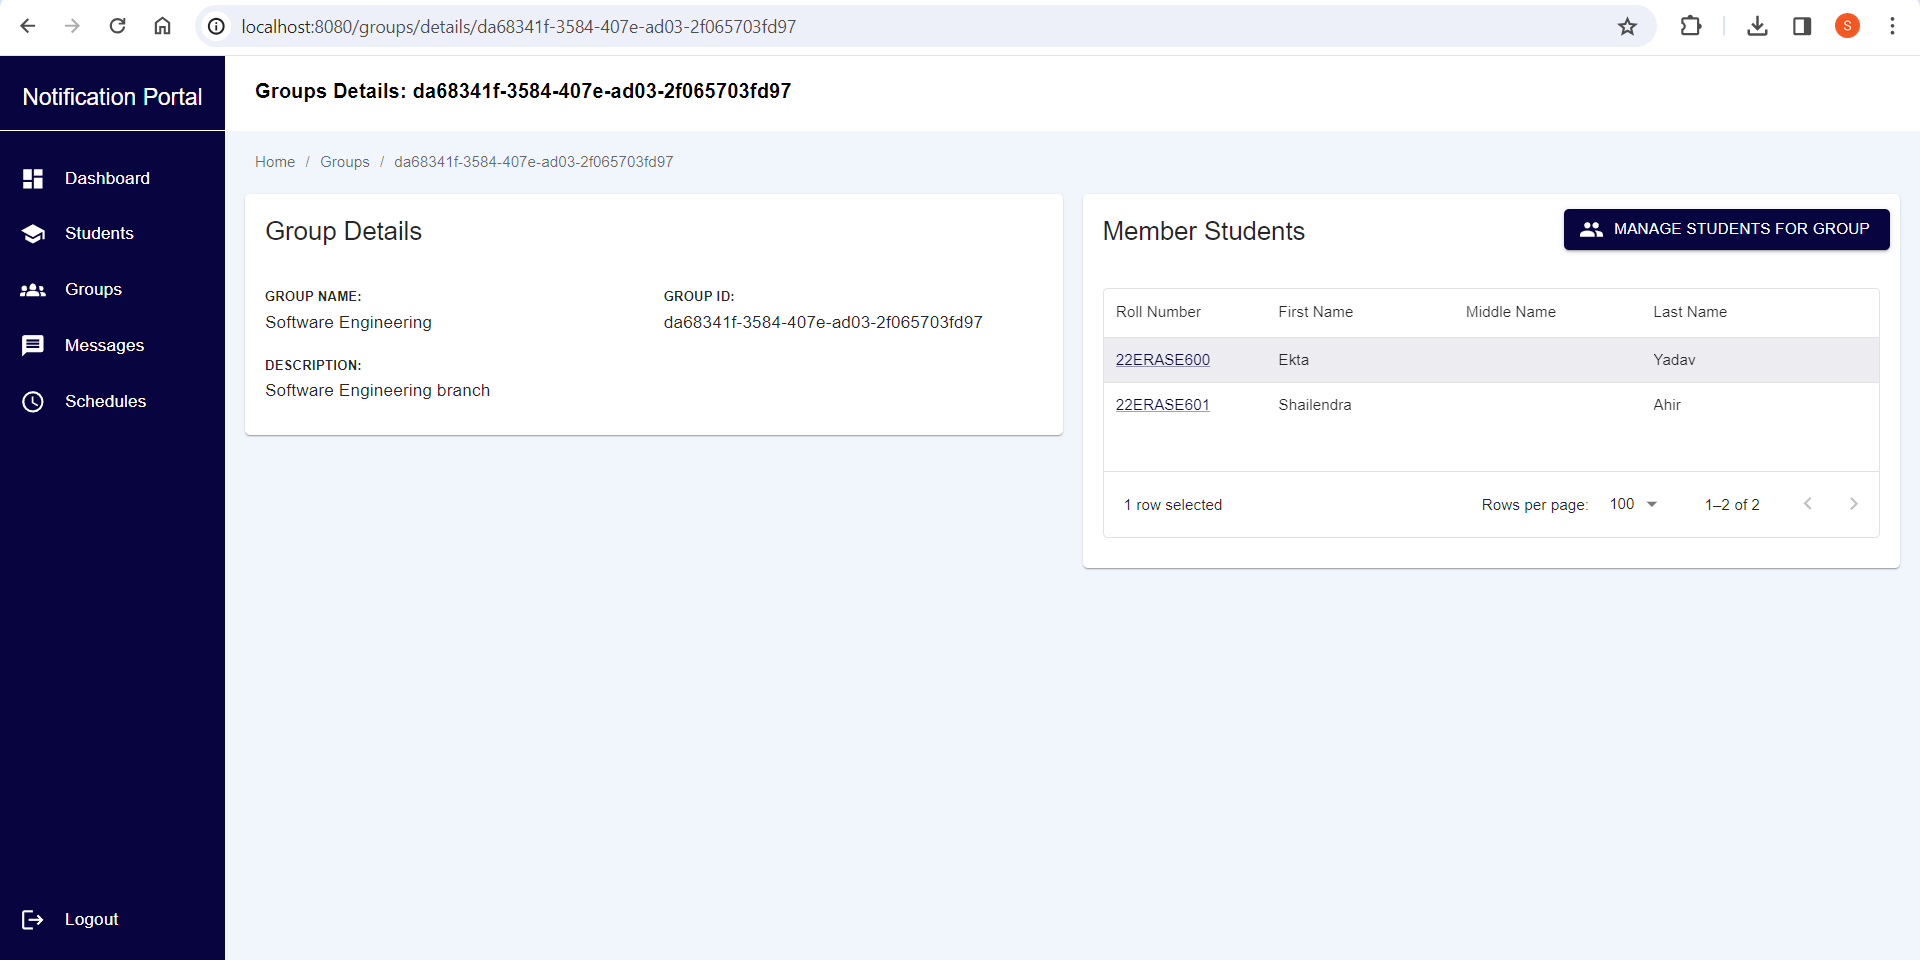 localhost:8080/groups/details/da68341f-3584-407e-ad03-2f065703fd97
S
Notification Portal
Dashboard
Students
Groups
Messages
Schedules
Logout
Groups Details: da68341f-3584-407e-ad03-2f065703fd97
Home / Groups / da68341f-3584-407e-ad03-2f065703fd97
Group Details
GROUP NAME:
Software Engineering
GROUP ID:
da68341f-3584-407e-ad03-2f065703fd97
DESCRIPTION:
Software Engineering branch
Member Students
MANAGE STUDENTS FOR GROUP
Roll Number First Name Middle Name Last Name
22ERASE600 Ekta Yadav
22ERASE601 Shailendra Ahir
1 row selected Rows per page: 100 1–2 of 2